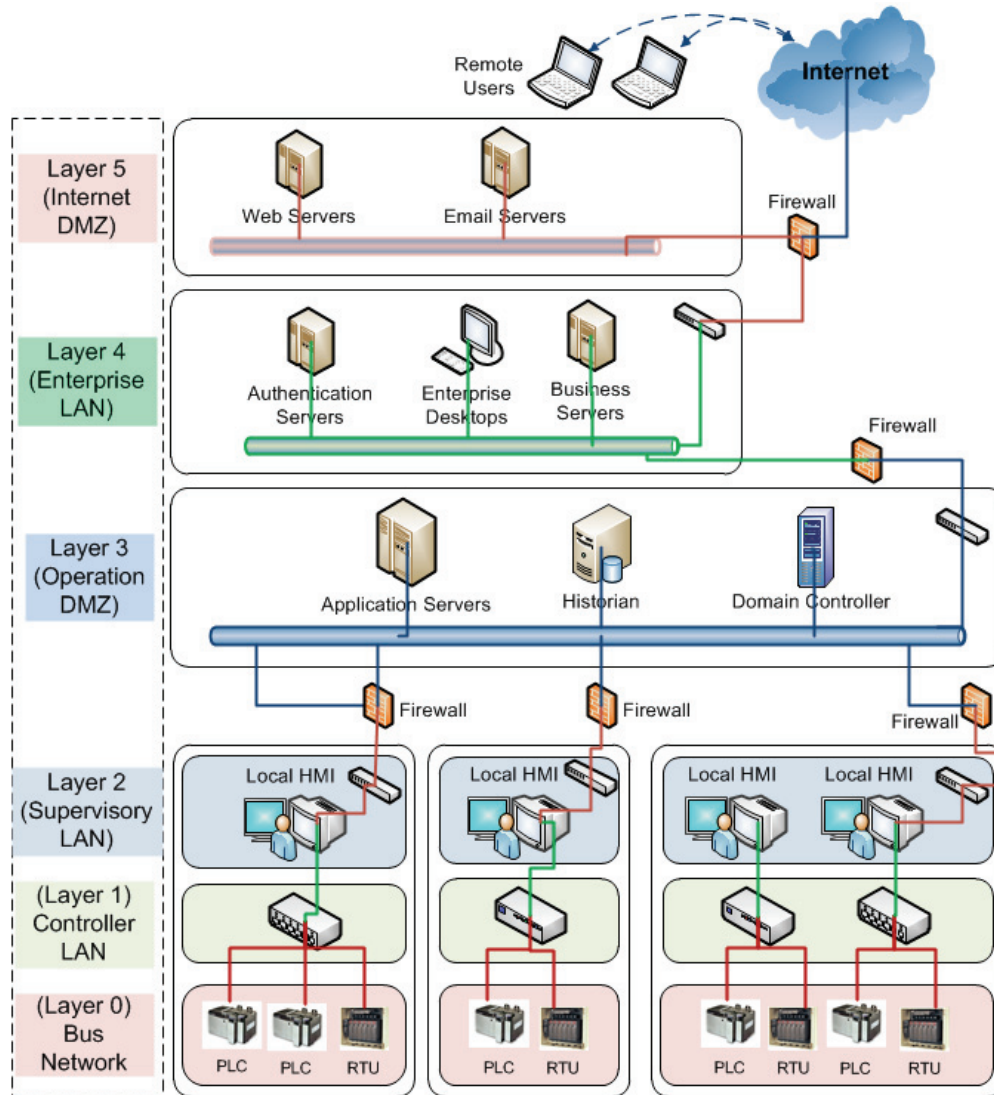 Remote
Users
Internet
Layer 5
(Internet
DMZ)
Web Servers
Email Servers
Firewall
Layer 4
(Enterprise
LAN)
Authentication
Servers
Enterprise
Desktops
Business
Servers
Firewall
Layer 3
(Operation
DMZ)
Application Servers
Historian
Domain Controller
Firewall
Firewall
Firewall
Layer 2
(Supervisory
LAN)
Local HMI
Local HMI
Local HMI
Local HMI
(Layer 1)
Controller
LAN
(Layer 0)
Bus
Network
PLC
PLC
RTU
PLC
RTU
PLC
RTU
PLC
RTU